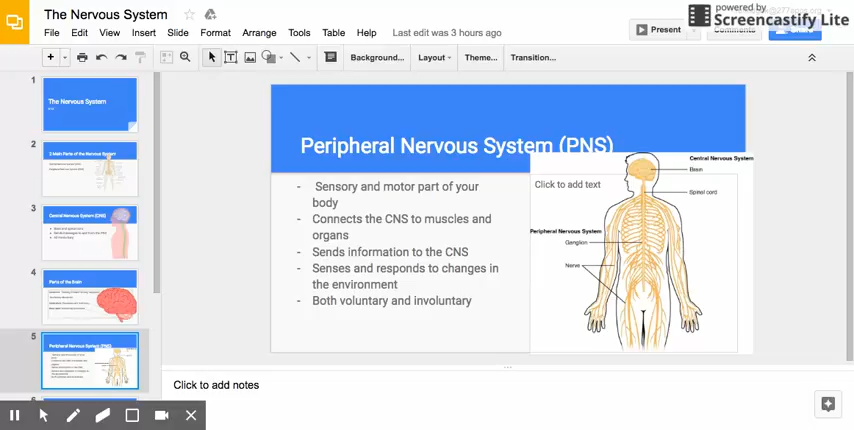 The Nervous System
powered by
Screencastify Lite
File Edit View Insert Slide Format Arrange Tools Table Help Last edit was 3 hours ago
Present
Comments
Share
Background... Layout Theme... Transition...
1
The Nervous System
2
3 Main Parts of the Nervous System
3
Central Nervous System (CNS)
4
Parts of the Brain
5
Peripheral Nervous System (PNS)
6
Peripheral Nervous System (PNS)
- Sensory and motor part of your
body
- Connects the CNS to muscles and
organs
- Sends information to the CNS
- Senses and responds to changes in
the environment
- Both voluntary and involuntary
Central Nervous System
Brain
Click to add text
Spinal cord
Peripheral Nervous System
Ganglion
Nerve
Click to add notes